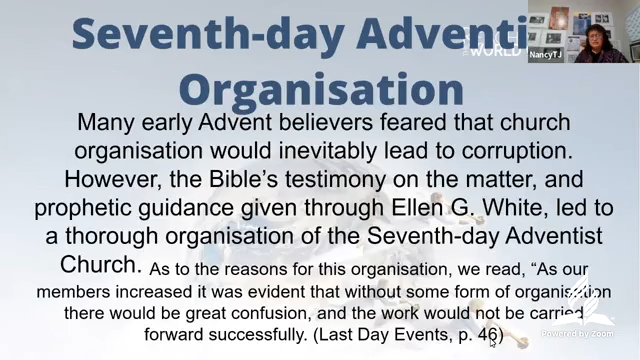 Seventh-day Adventi
Organisation
WORLD
NancyTJ
Many early Advent believers feared that church
organisation would inevitably lead to corruption.
However, the Bible's testimony on the matter, and
prophetic guidance given through Ellen G. White, led to
a thorough organisation of the Seventh-day Adventist
Church. As to the reasons for this organisation, we read, “As our
members increased it was evident that without some form of organisation
there would be great confusion, and the work would not be carried
forward successfully. (Last Day Events, p. 46)
Powered by Zoom